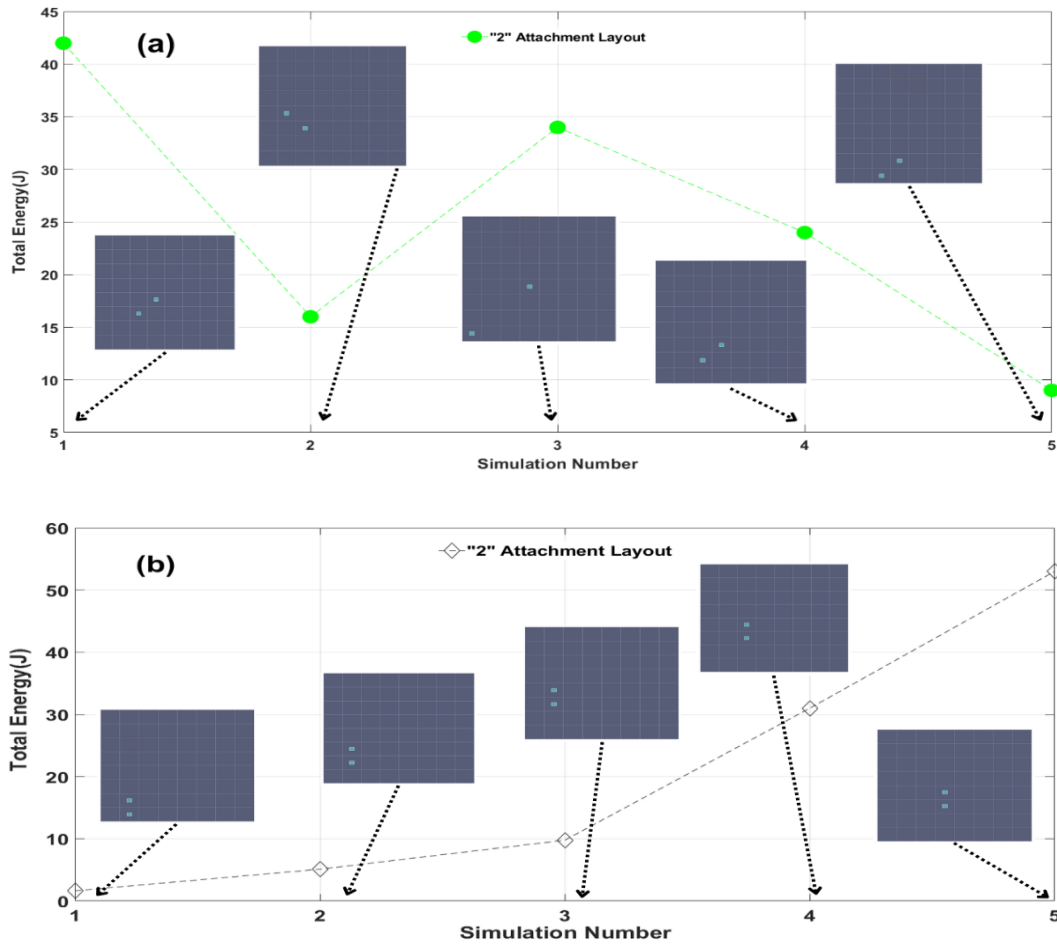 (a)
"2" Attachment Layout
45
40
35
30
25
20
15
10
5
Total Energy(J)
1 2 3 4 5
Simulation Number
(b)
"2" Attachment Layout
60
50
40
30
20
10
0
Total Energy(J)
1 2 3 4 5
Simulation Number